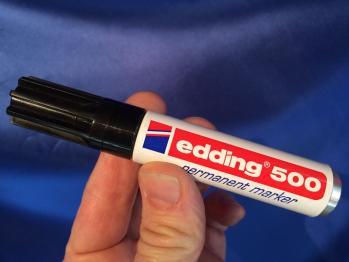 edding® 500
permanent marker